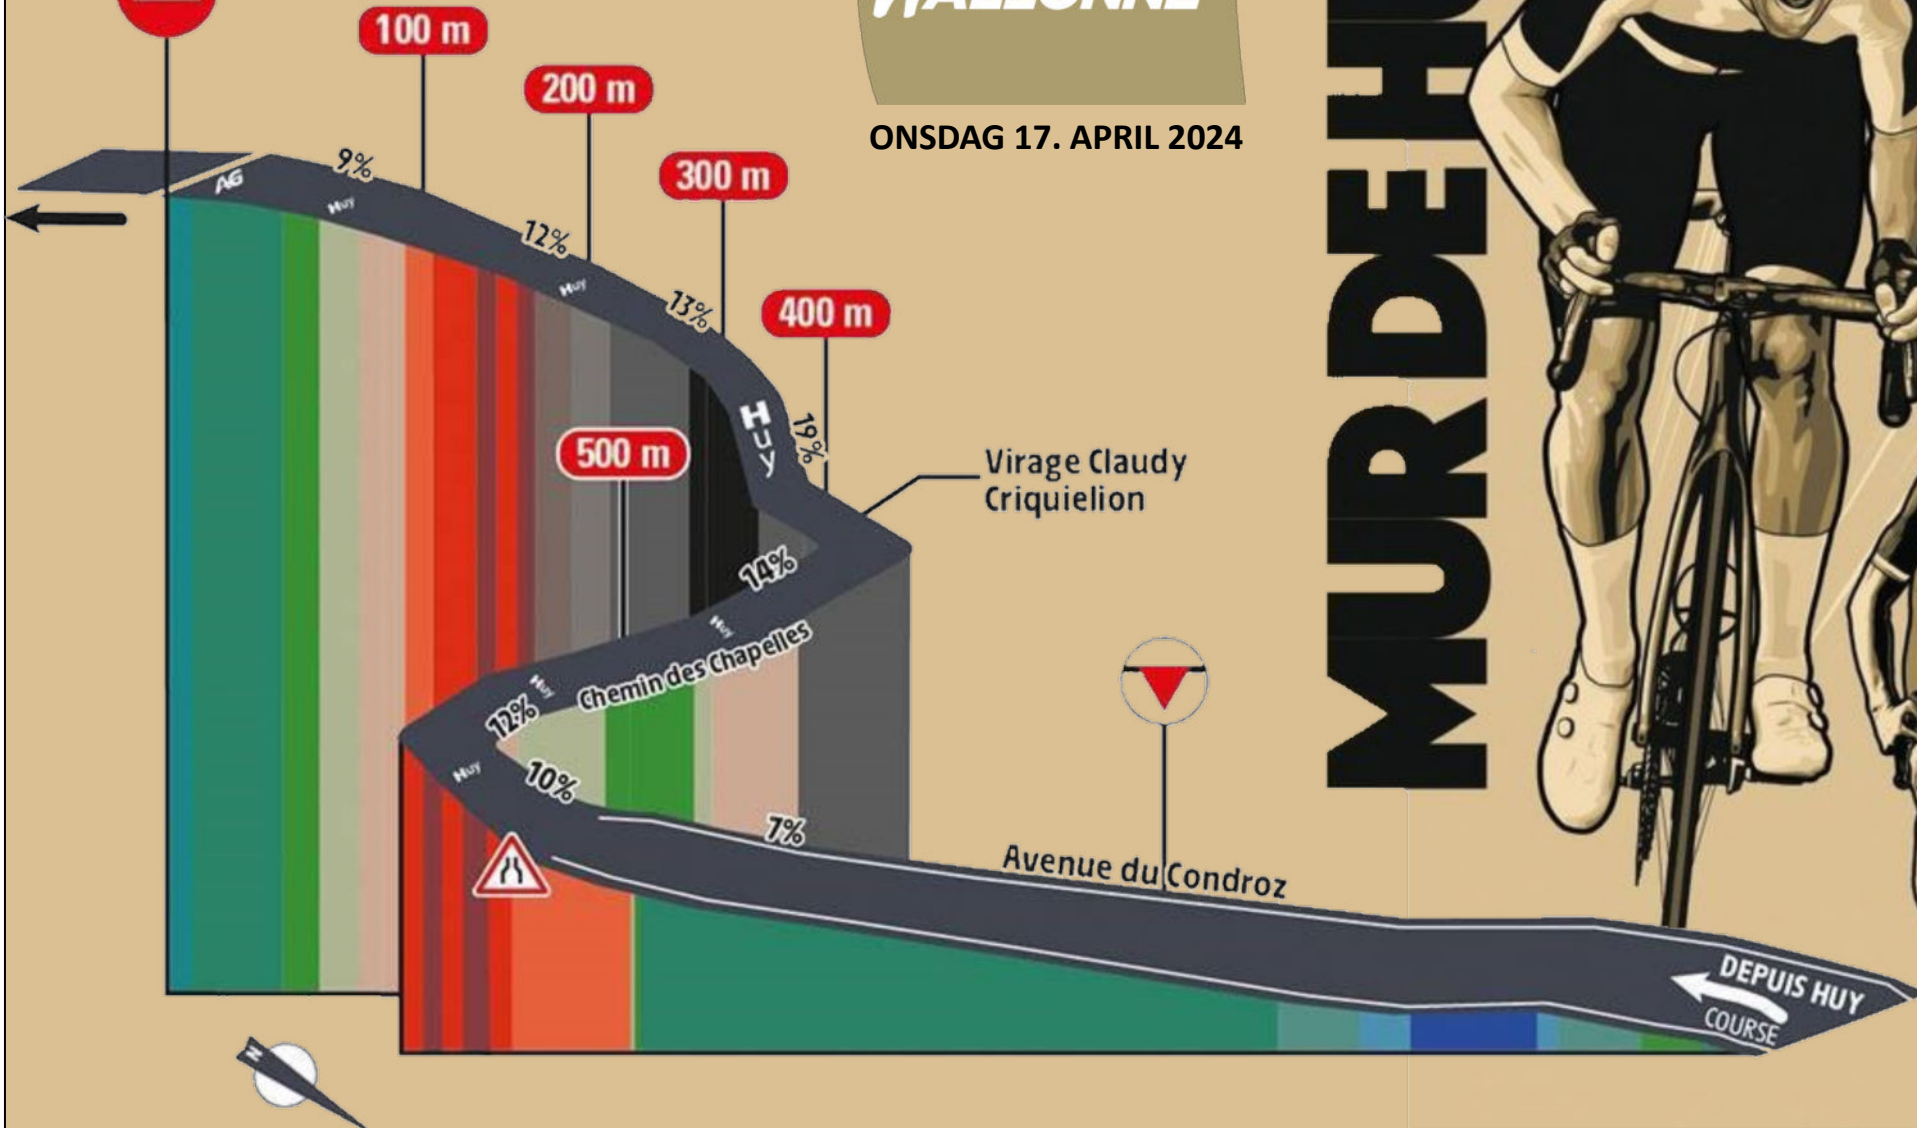 WALLONNE
100 m
200 m
ONSDAG 17. APRIL 2024
300 m
400 m
500 m
AG
9%
Huy
12%
Huy
13%
Huy
19%
Virage Claudy
Criquielion
14%
Huy
Chemin des Chapelles
Huy
12%
Huy
10%
7%
Avenue du Condroz
DEPUIS HUY
COURSE
N
MUR DE HU